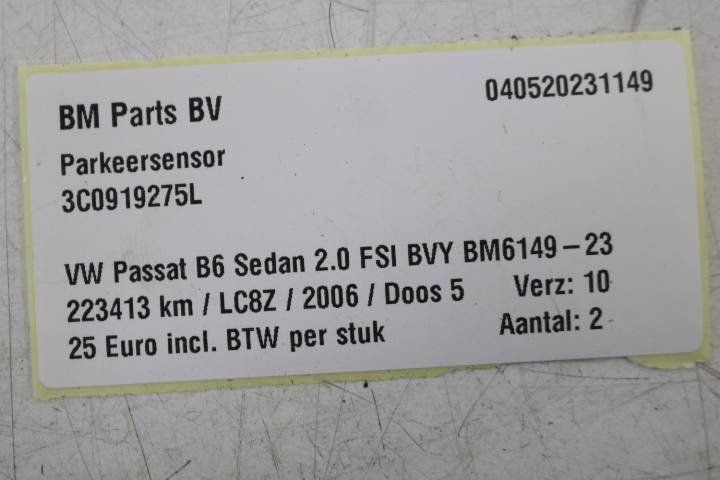 BM Parts BV 040520231149
Parkeersensor
3C0919275L
VW Passat B6 Sedan 2.0 FSI BVY BM6149-23
223413 km / LC8Z / 2006 / Doos 5 Verz: 10
25 Euro incl. BTW per stuk Aantal: 2